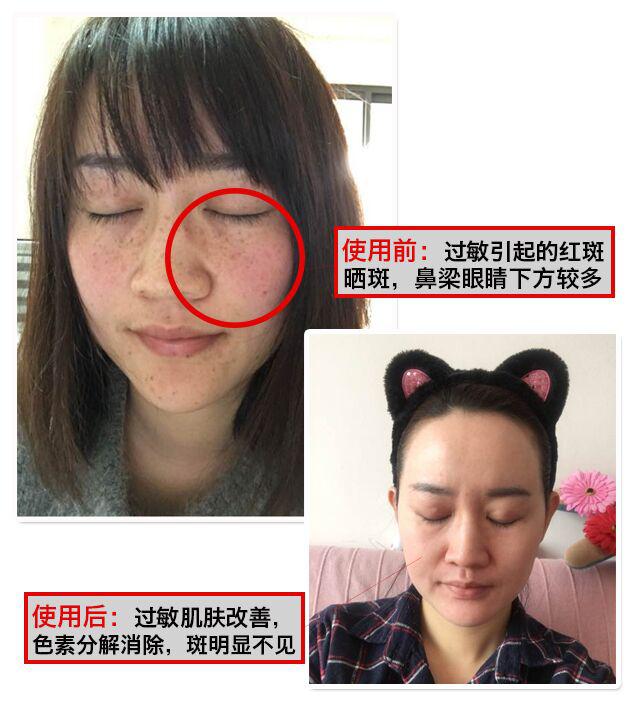 使用前：过敏引起的红斑
晒斑，鼻梁眼睛下方较多
使用后：过敏肌肤改善，
色素分解消除，斑明显不见